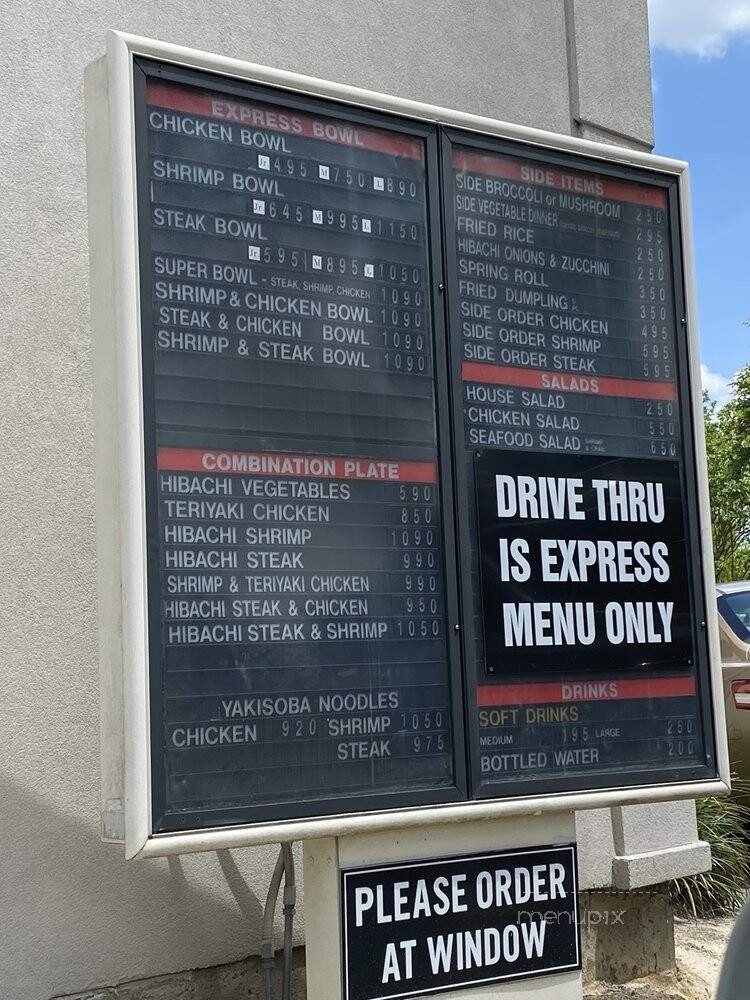 EXPRESS BOWL
CHICKEN BOWL
Jr. 495 M 750 L 890
SHRIMP BOWL
Jr. 645 M 995 L 1150
STEAK BOWL
Jr. 595 M 895 L 1050
SUPER BOWL - STEAK, SHRIMP, CHICKEN 1090
SHRIMP & CHICKEN BOWL 1090
STEAK & CHICKEN BOWL 1090
SHRIMP & STEAK BOWL 1090
COMBINATION PLATE
HIBACHI VEGETABLES 590
TERIYAKI CHICKEN 850
HIBACHI SHRIMP 1090
HIBACHI STEAK 990
SHRIMP & TERIYAKI CHICKEN 990
HIBACHI STEAK & CHICKEN 950
HIBACHI STEAK & SHRIMP 1050
YAKISOBA NOODLES
CHICKEN 920 SHRIMP 1050
STEAK 975
SIDE ITEMS
SIDE BROCCOLI or MUSHROOM 250
SIDE VEGETABLE DINNER 295
FRIED RICE 250
HIBACHI ONIONS & ZUCCHINI 250
SPRING ROLL 350
FRIED DUMPLING 350
SIDE ORDER CHICKEN 495
SIDE ORDER SHRIMP 595
SIDE ORDER STEAK 595
SALADS
HOUSE SALAD 250
CHICKEN SALAD 550
SEAFOOD SALAD SHRIMP & CRAB 650
DRIVE THRU
IS EXPRESS
MENU ONLY
DRINKS
SOFT DRINKS
MEDIUM 195 LARGE 250
BOTTLED WATER 200
PLEASE ORDER
AT WINDOW
menupix